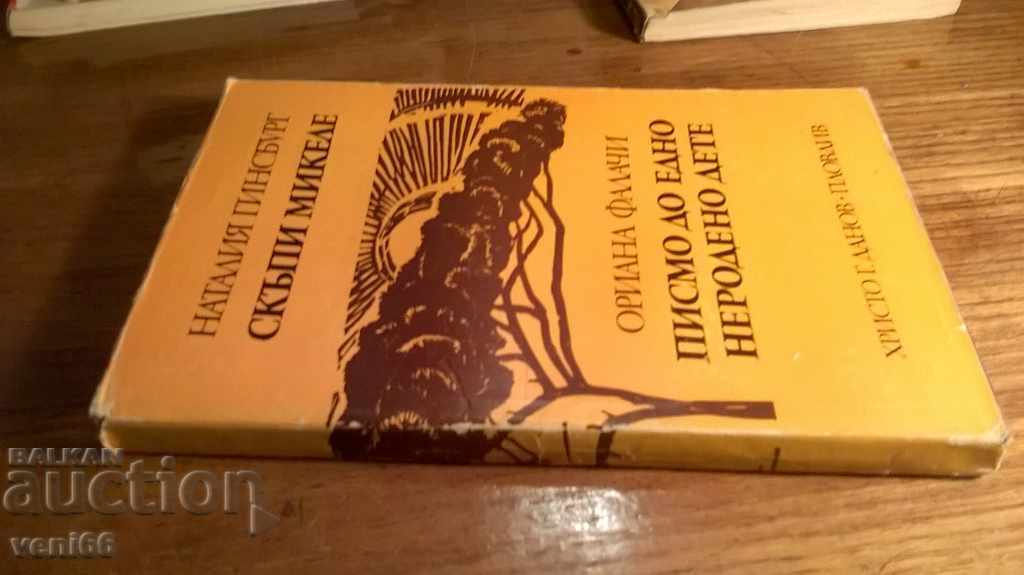 НАТАЛИЯ ГИНСБУРГ
СКЪПИ МИКЕЛЕ
ОРИАНА ФАЛАЧИ
ПИСМО ДО ЕДНО
НЕРОДЕНО ДЕТЕ
ХРИСТО Г. ДАНОВ · ПЛОВДИВ
BALKAN
auction
veni66